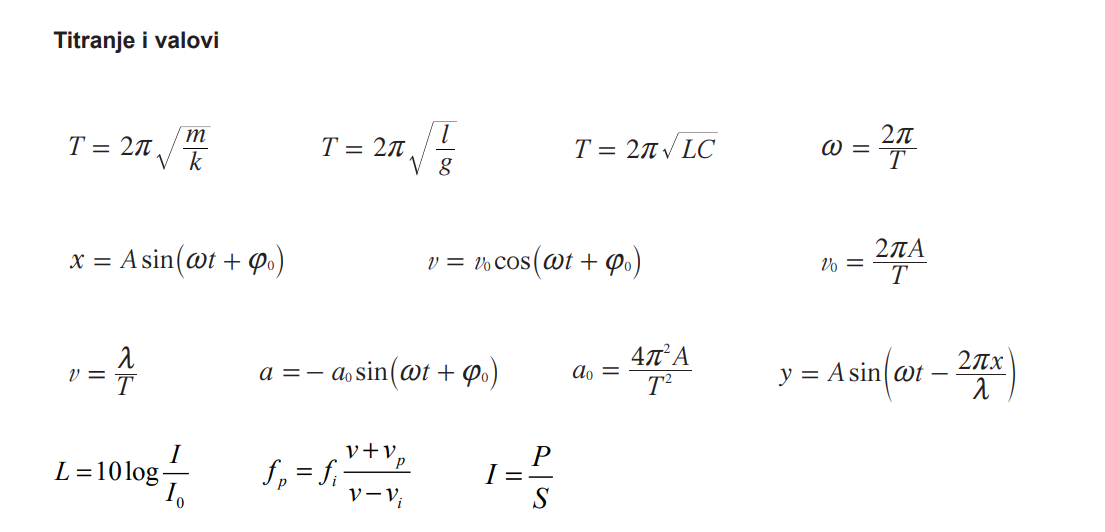 Titranje i valovi
T = 2π√(m/k) T = 2π√(l/g) T = 2π√(LC) ω = 2π/T
x = A sin(ωt + φ₀) v = v₀ cos(ωt + φ₀) v₀ = 2πA/T
v = λ/T a = − a₀ sin(ωt + φ₀) a₀ = 4π²A/T² y = A sin(ωt − 2πx/λ)
L = 10 log I/I₀ fₚ = fᵢ (v + vₚ)/(v − vᵢ) I = P/S